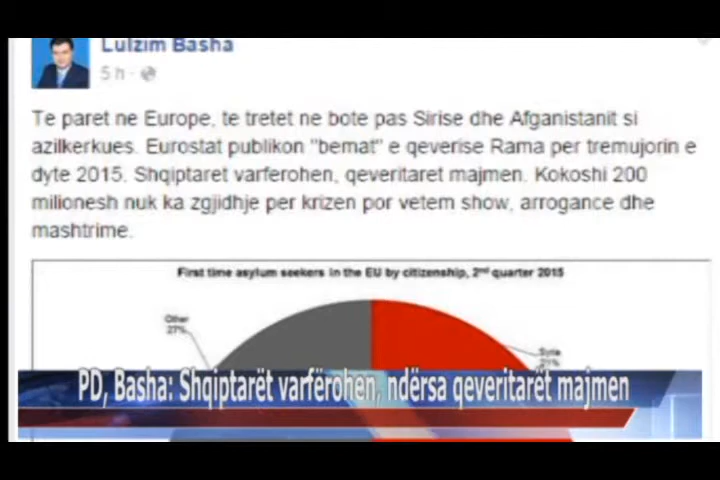 Lulzim Basha
5 h
Te paret ne Europe, te tretet ne bote pas Sirise dhe Afganistanit si
azilkerkues. Eurostat publikon "bemat" e qeverise Rama per tremujorin e
dyte 2015. Shqiptaret varferohen, qeveritaret majmen. Kokoshi 200
milionesh nuk ka zgjidhje per krizen por vetem show, arrogance dhe
mashtrime.
First time asylum seekers in the EU by citizenship, 2nd quarter 2015
Other
27%
Syria
21%
PD, Basha: Shqiptarët varfërohen, ndërsa qeveritarët majmen